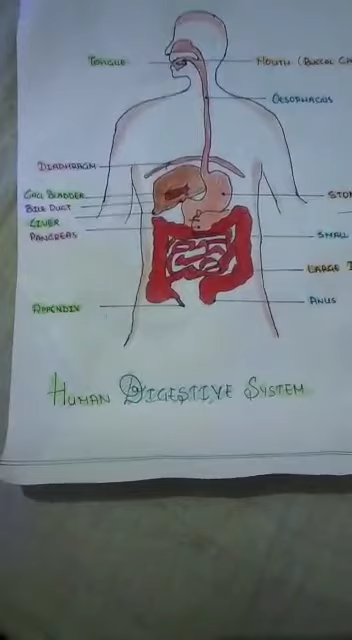 TONGUE
MOUTH (BUCCAL
OESOPHAGUS
DIAPHRAGM
GALL BLADDER
BILE DUCT
LIVER
PANCREAS
SMALL
LARGE
APPENDIX
ANUS
HUMAN DIGESTIVE SYSTEM